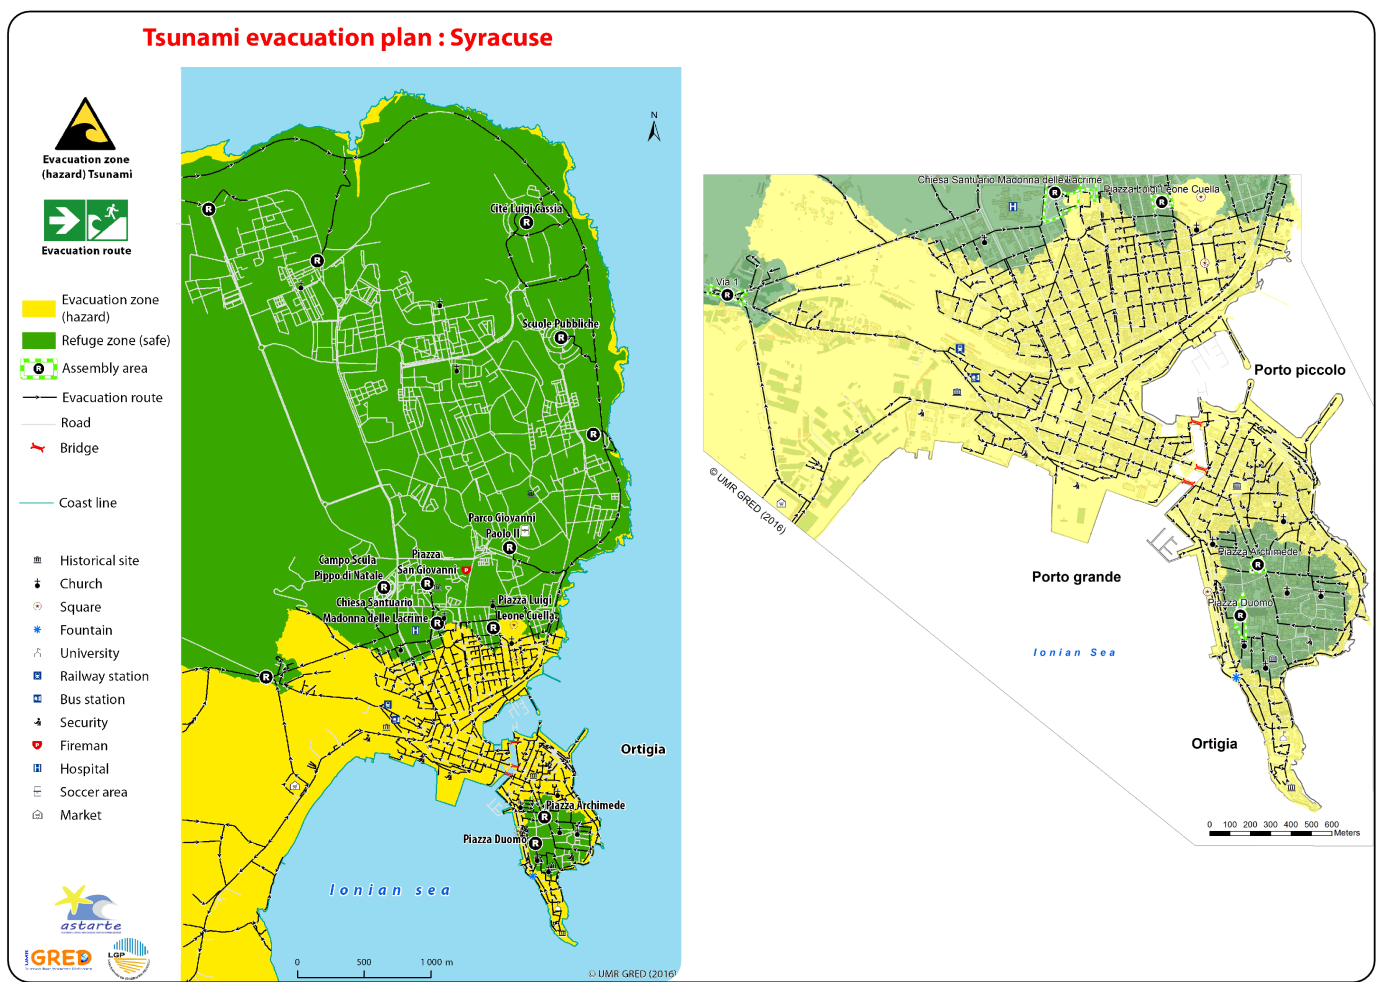 Tsunami evacuation plan : Syracuse
Evacuation zone
(hazard) Tsunami
Evacuation route
Evacuation zone
(hazard)
Refuge zone (safe)
R
Assembly area
Evacuation route
Road
Bridge
Coast line
Historical site
Church
Square
Fountain
University
Railway station
Bus station
Security
Fireman
Hospital
Soccer area
Market
astarte
UMR
GRED
LGP
N
R
Cité Luigi Cassia
R
R
Scuole Pubbliche
R
R
Parco Giovanni
Paolo II
R
Campo Scula
Pippo di Natale
R
Piazza
San Giovanni
R
Chiesa Santuario
Madonna delle Lacrime
R
Piazza Luigi
Leone Cuella
R
H
R
Ortigia
Piazza Archimede
R
Piazza Duomo
R
Ionian sea
0 500 1 000 m
© UMR GRED (2016)
Chiesa Santuario Madonna delle Lacrime
R
Piazza Luigi Leone Cuella
R
H
Via 1
R
Porto piccolo
© UMR GRED (2016)
Porto grande
Piazza Archimede
R
Piazza Duomo
R
Ionian Sea
Ortigia
0 100 200 300 400 500 600
Meters